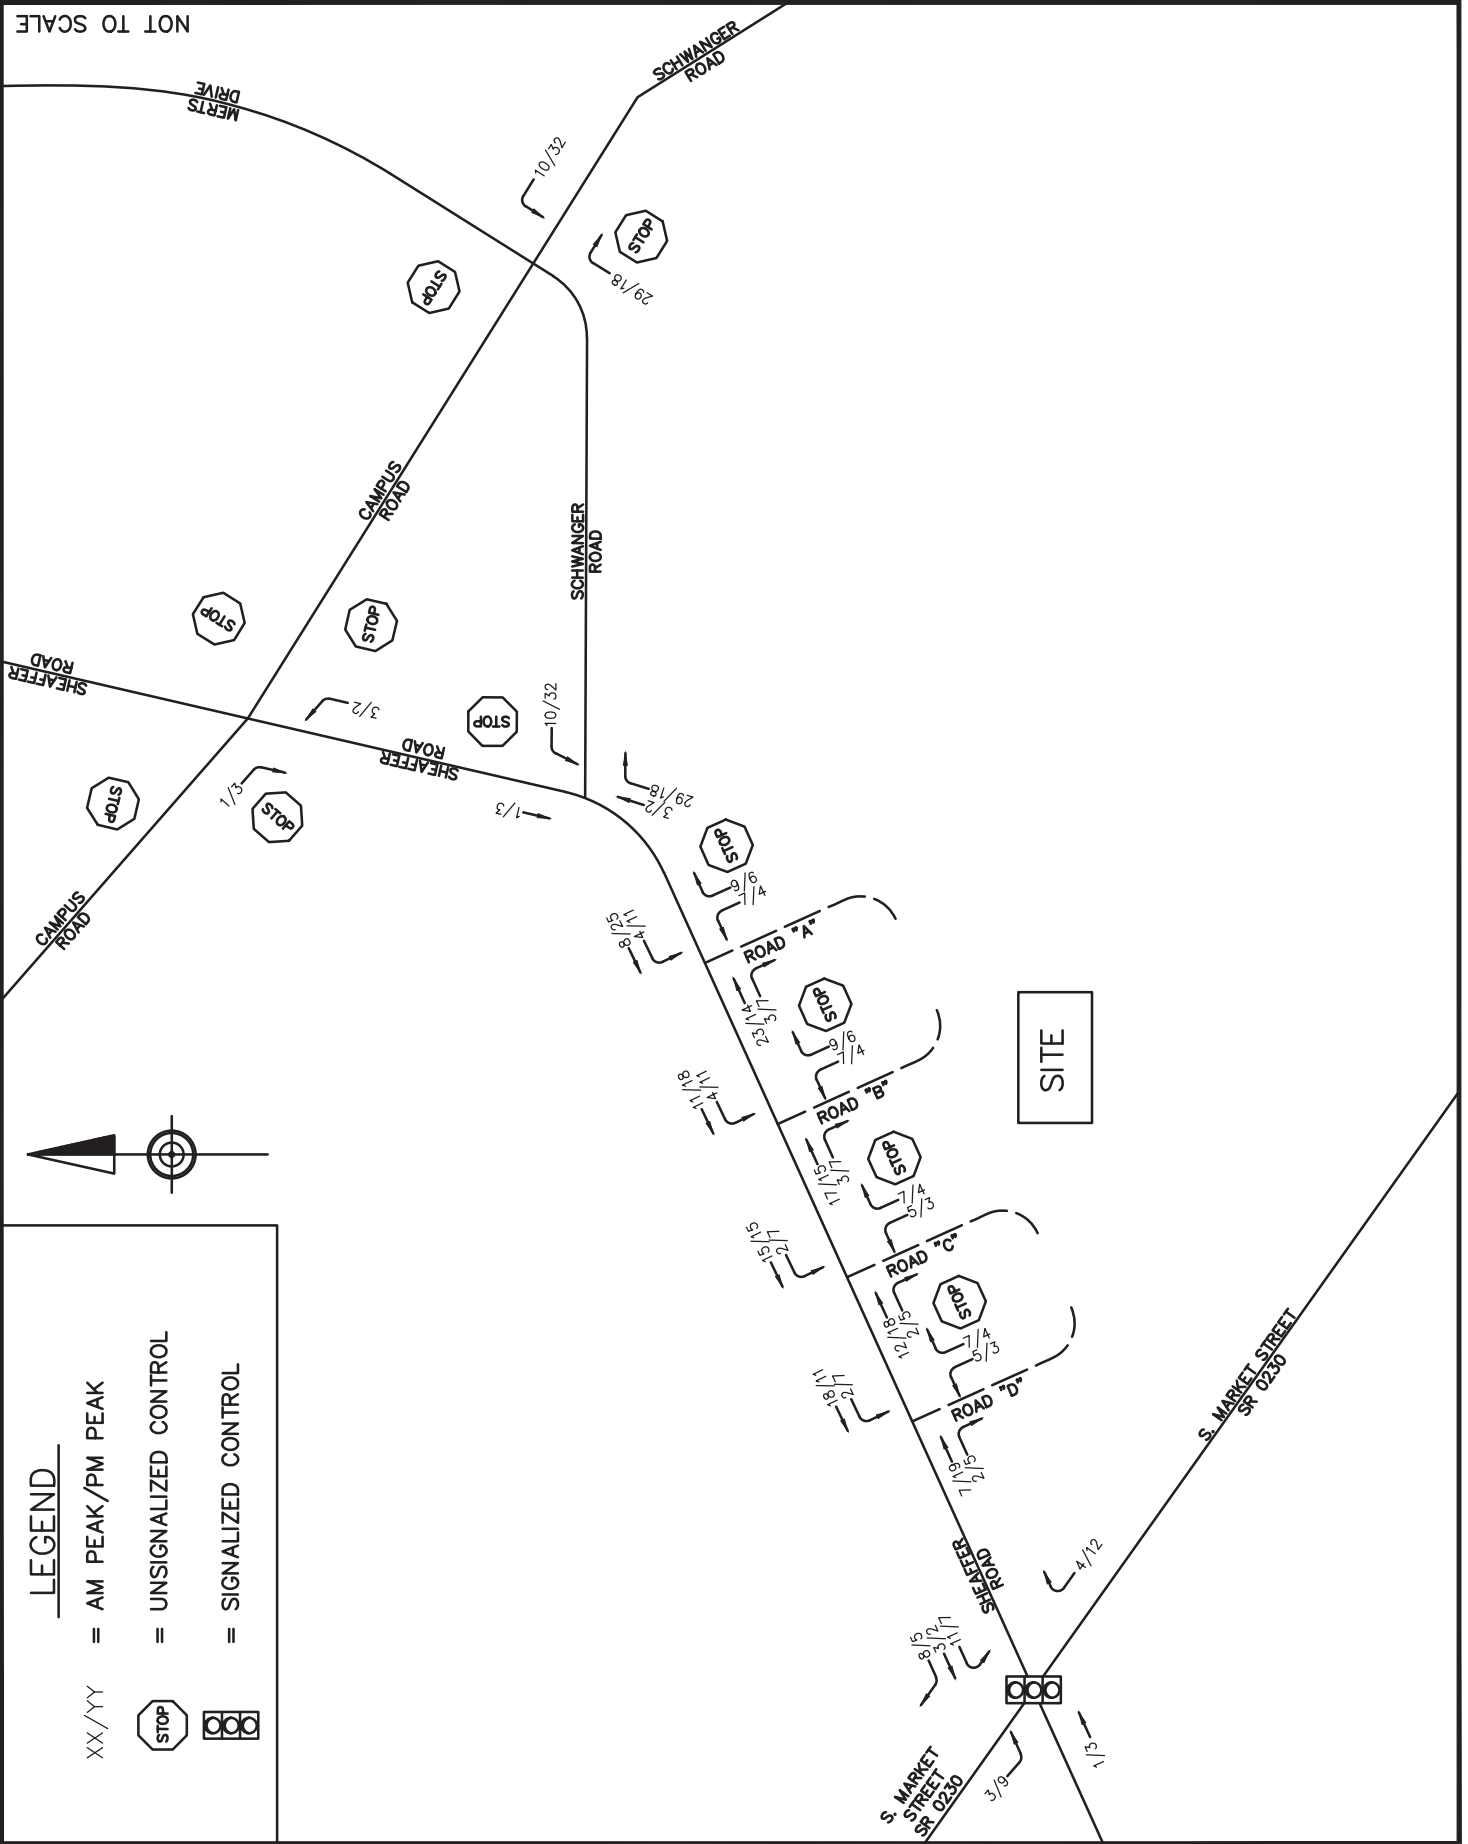 LEGEND
XX/YY = AM PEAK/PM PEAK
STOP = UNSIGNALIZED CONTROL
= SIGNALIZED CONTROL
NOT TO SCALE
MERTS
DRIVE
SCHWANGER
ROAD
10/32
STOP
STOP
29/18
CAMPUS
ROAD
SCHWANGER
ROAD
STOP
STOP
SHEAFFER
ROAD
3/2
STOP
10/32
SHEAFFER
ROAD
STOP
1/3
STOP
1/3
29/18
3/2
CAMPUS
ROAD
STOP
9/6
7/4
8/25
4/11
ROAD "A"
23/14
3/7
STOP
9/6
7/4
11/18
4/11
ROAD "B"
17/15
3/7
STOP
7/4
5/3
15/15
2/7
ROAD "C"
12/18
2/5
STOP
7/4
5/3
18/11
2/7
ROAD "D"
7/19
2/5
SITE
SHEAFFER
ROAD
4/12
8/5
3/2
11/7
S. MARKET STREET
SR 0230
S. MARKET
STREET
SR 0230
3/9
1/3